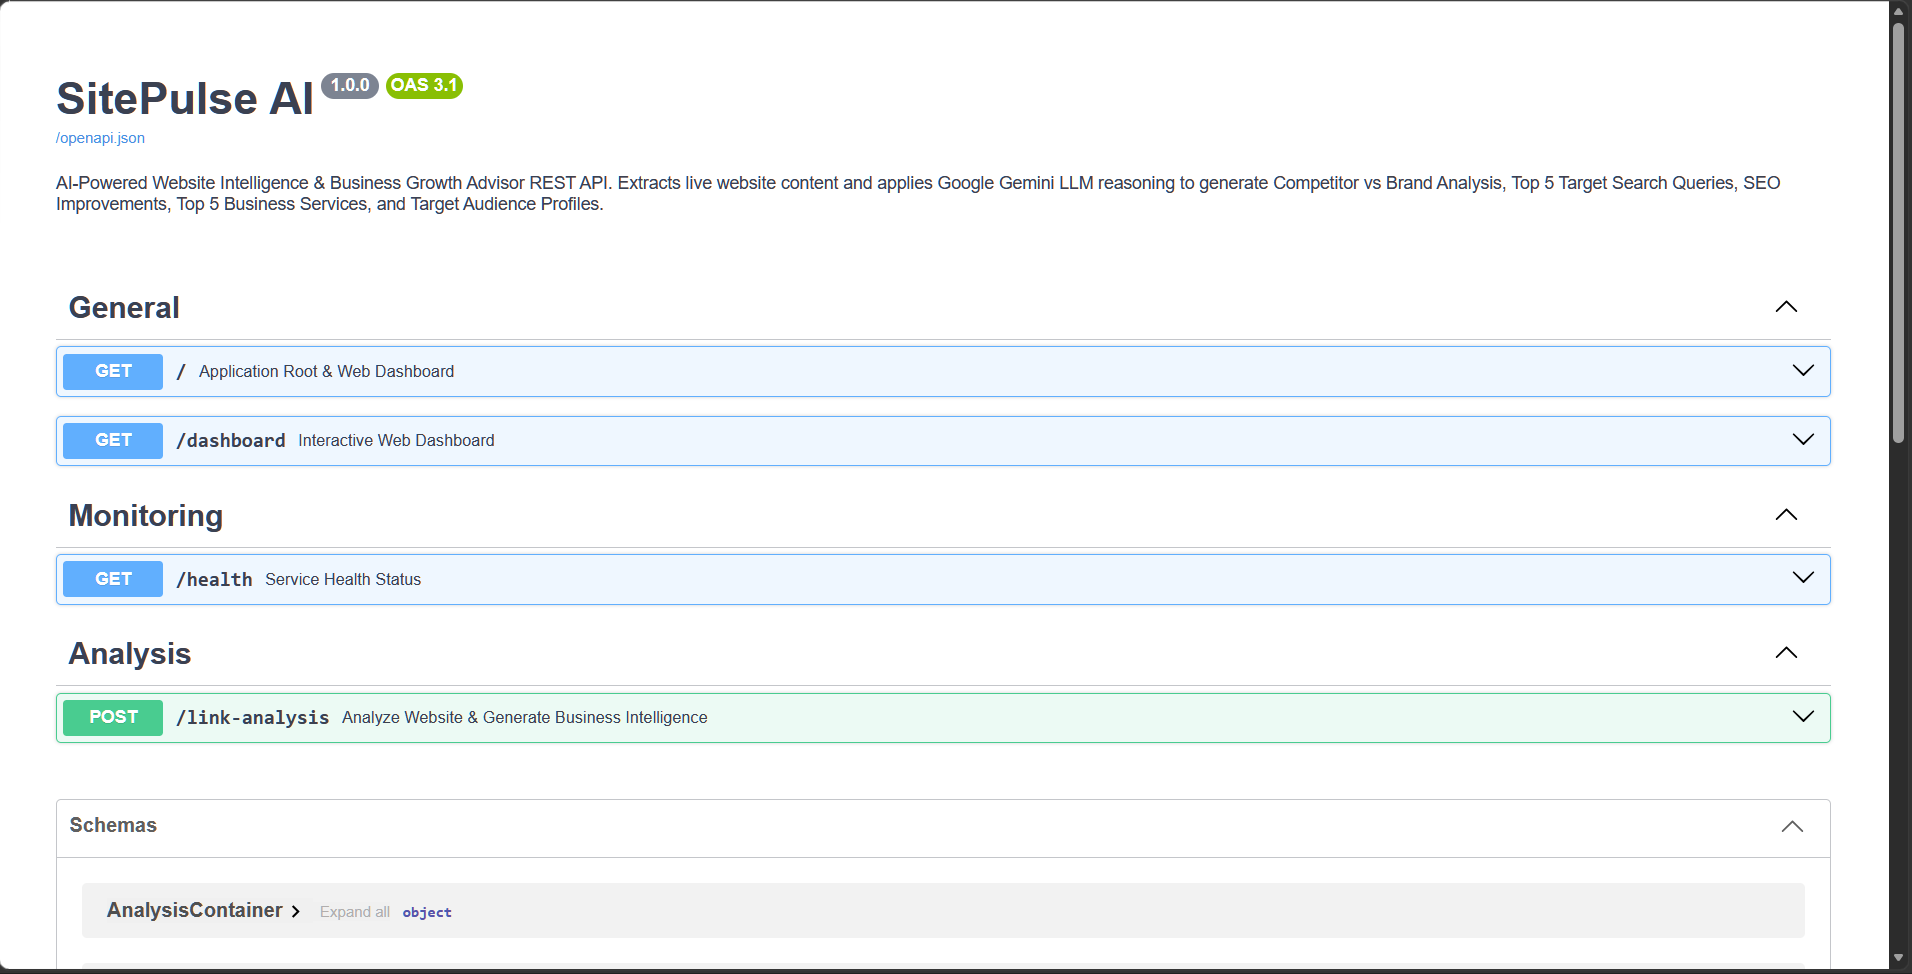 SitePulse AI 1.0.0 OAS 3.1
/openapi.json
AI-Powered Website Intelligence & Business Growth Advisor REST API. Extracts live website content and applies Google Gemini LLM reasoning to generate Competitor vs Brand Analysis, Top 5 Target Search Queries, SEO
Improvements, Top 5 Business Services, and Target Audience Profiles.
General
GET / Application Root & Web Dashboard
GET /dashboard Interactive Web Dashboard
Monitoring
GET /health Service Health Status
Analysis
POST /link-analysis Analyze Website & Generate Business Intelligence
Schemas
AnalysisContainer Expand all object